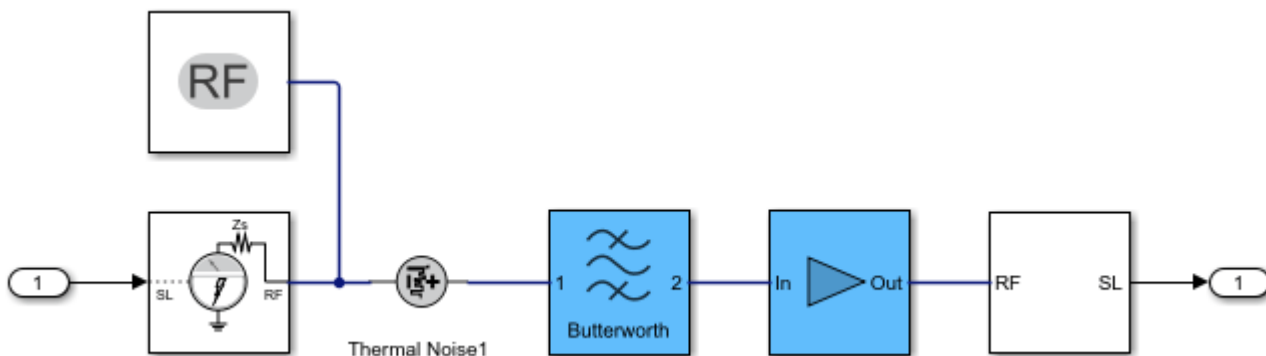 RF
1
SL
Zs
RF
Thermal Noise1
1
2
Butterworth
In
Out
RF
SL
1